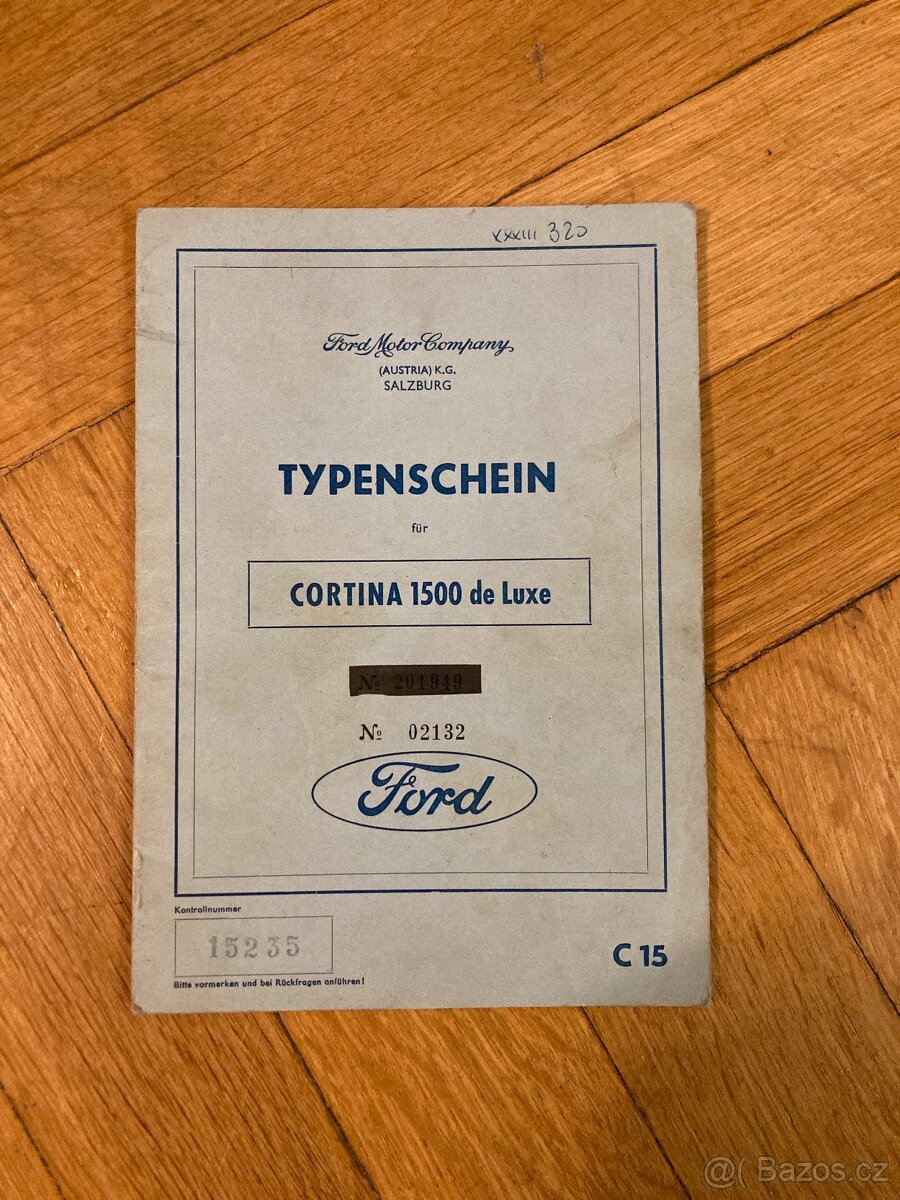 XXXIII 320
Ford Motor Company
(AUSTRIA) K.G.
SALZBURG
TYPENSCHEIN
für
CORTINA 1500 de Luxe
№ 201949
№ 02132
Ford
Kontrollnummer
15235
Bitte vormerken und bei Rückfragen anführen!
C 15
@( Bazos.cz